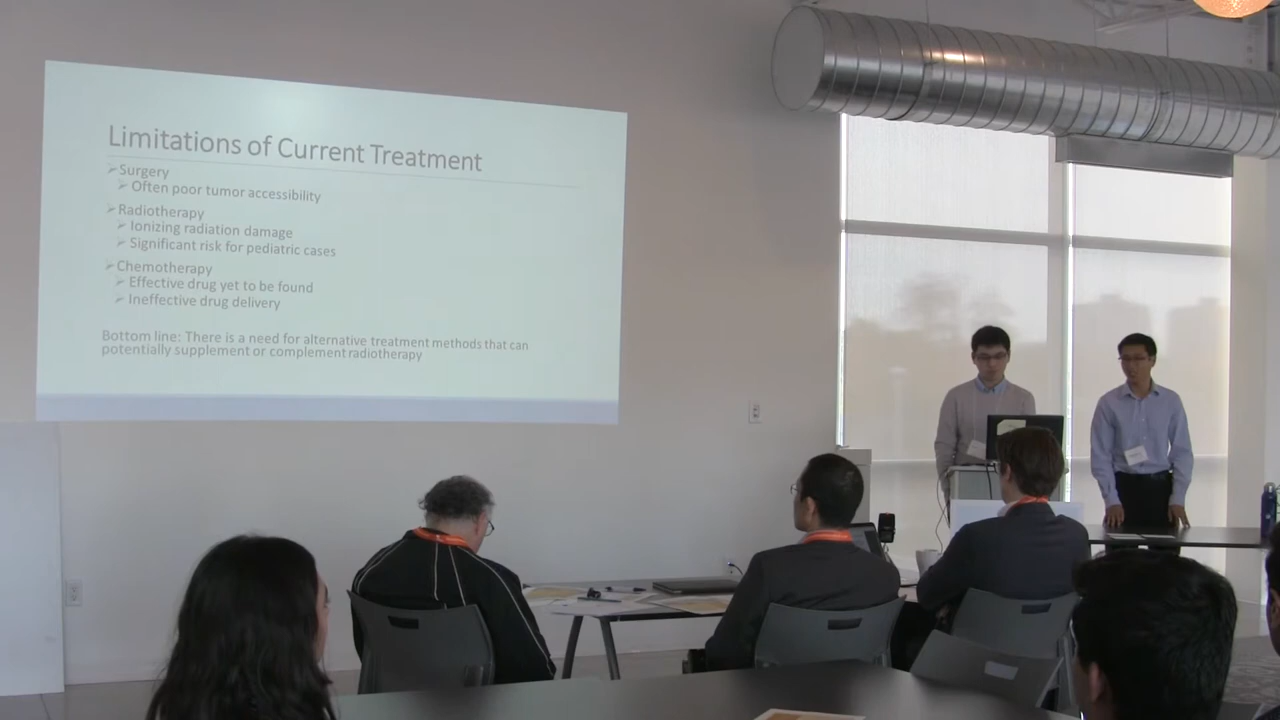 Limitations of Current Treatment
Surgery
Often poor tumor accessibility
Radiotherapy
Ionizing radiation damage
Significant risk for pediatric cases
Chemotherapy
Effective drug yet to be found
Ineffective drug delivery
Bottom line: There is a need for alternative treatment methods that can
potentially supplement or complement radiotherapy